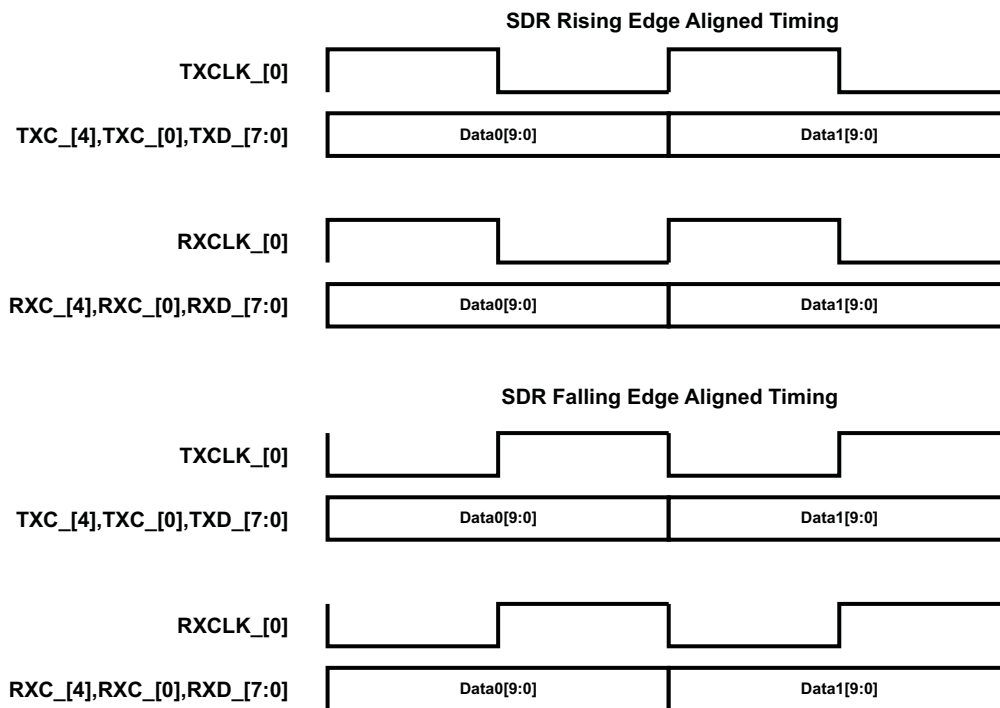 SDR Rising Edge Aligned Timing
TXCLK_[0]
TXC_[4],TXC_[0],TXD_[7:0] Data0[9:0] Data1[9:0]
RXCLK_[0]
RXC_[4],RXC_[0],RXD_[7:0] Data0[9:0] Data1[9:0]
SDR Falling Edge Aligned Timing
TXCLK_[0]
TXC_[4],TXC_[0],TXD_[7:0] Data0[9:0] Data1[9:0]
RXCLK_[0]
RXC_[4],RXC_[0],RXD_[7:0] Data0[9:0] Data1[9:0]